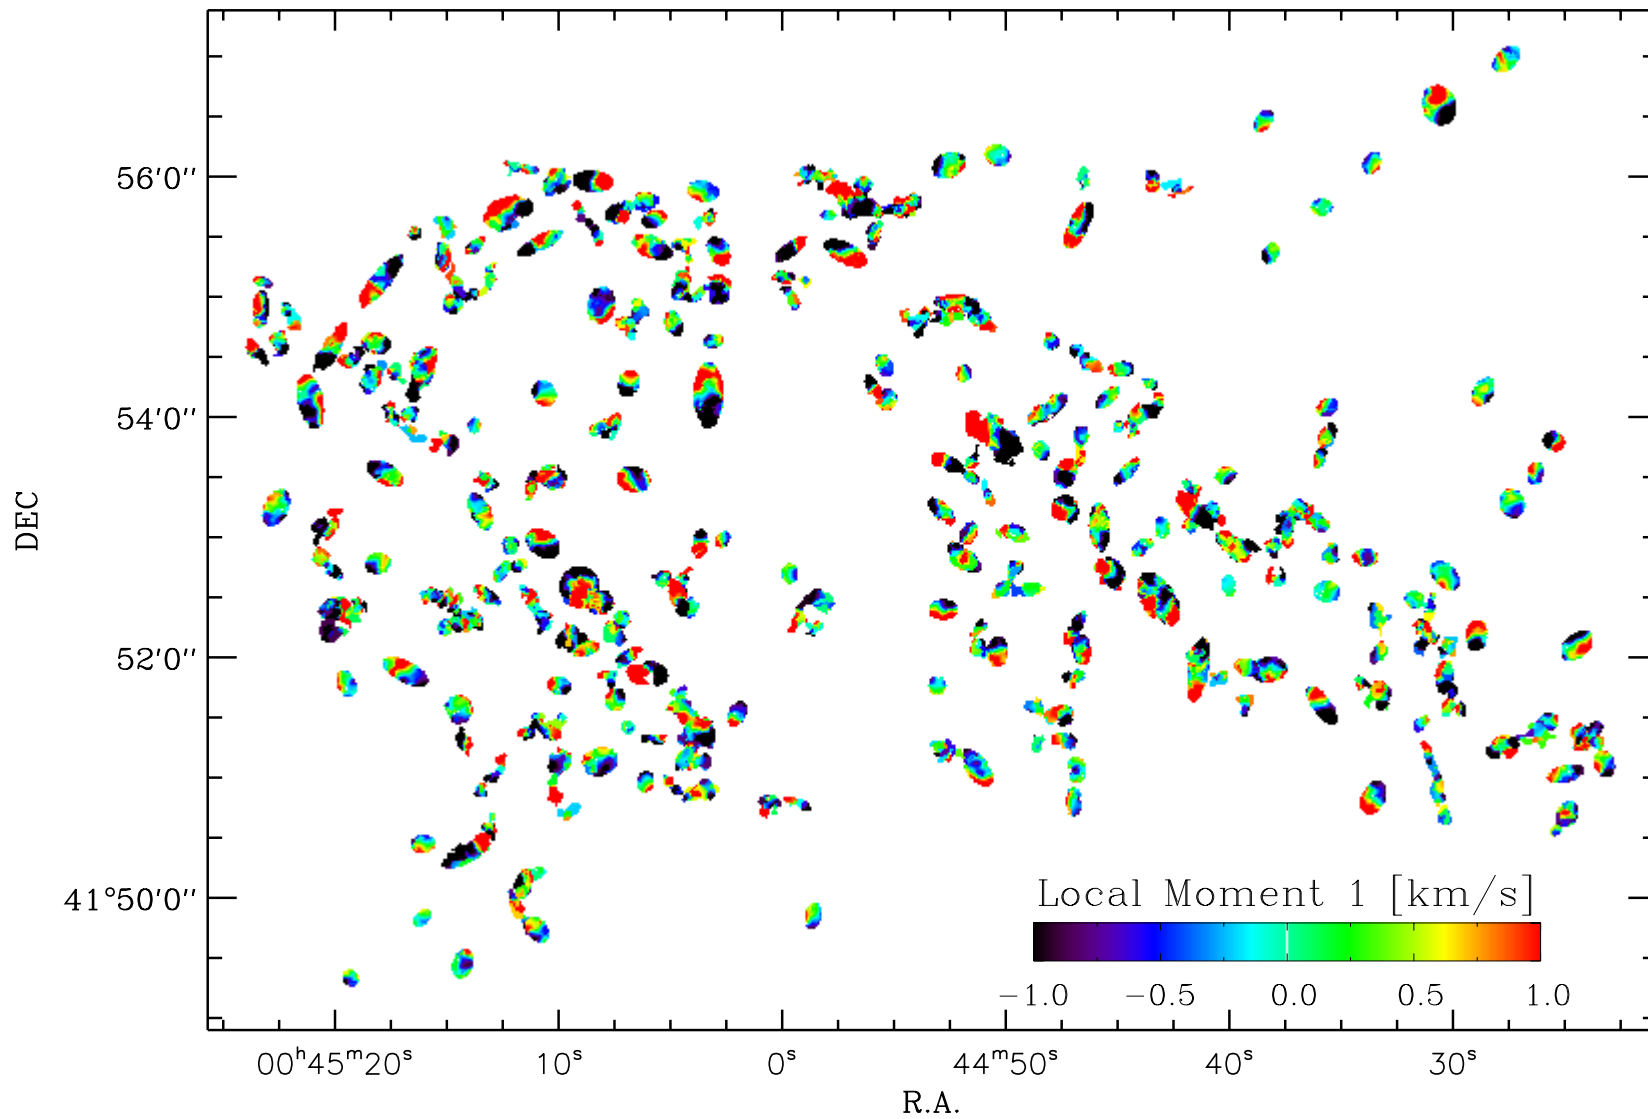 56′0″
54′0″
DEC
52′0″
41°50′0″
Local Moment 1 [km/s]
−1.0 −0.5 0.0 0.5 1.0
00ʰ45ᵐ20ˢ 10ˢ 0ˢ 44ᵐ50ˢ 40ˢ 30ˢ
R.A.